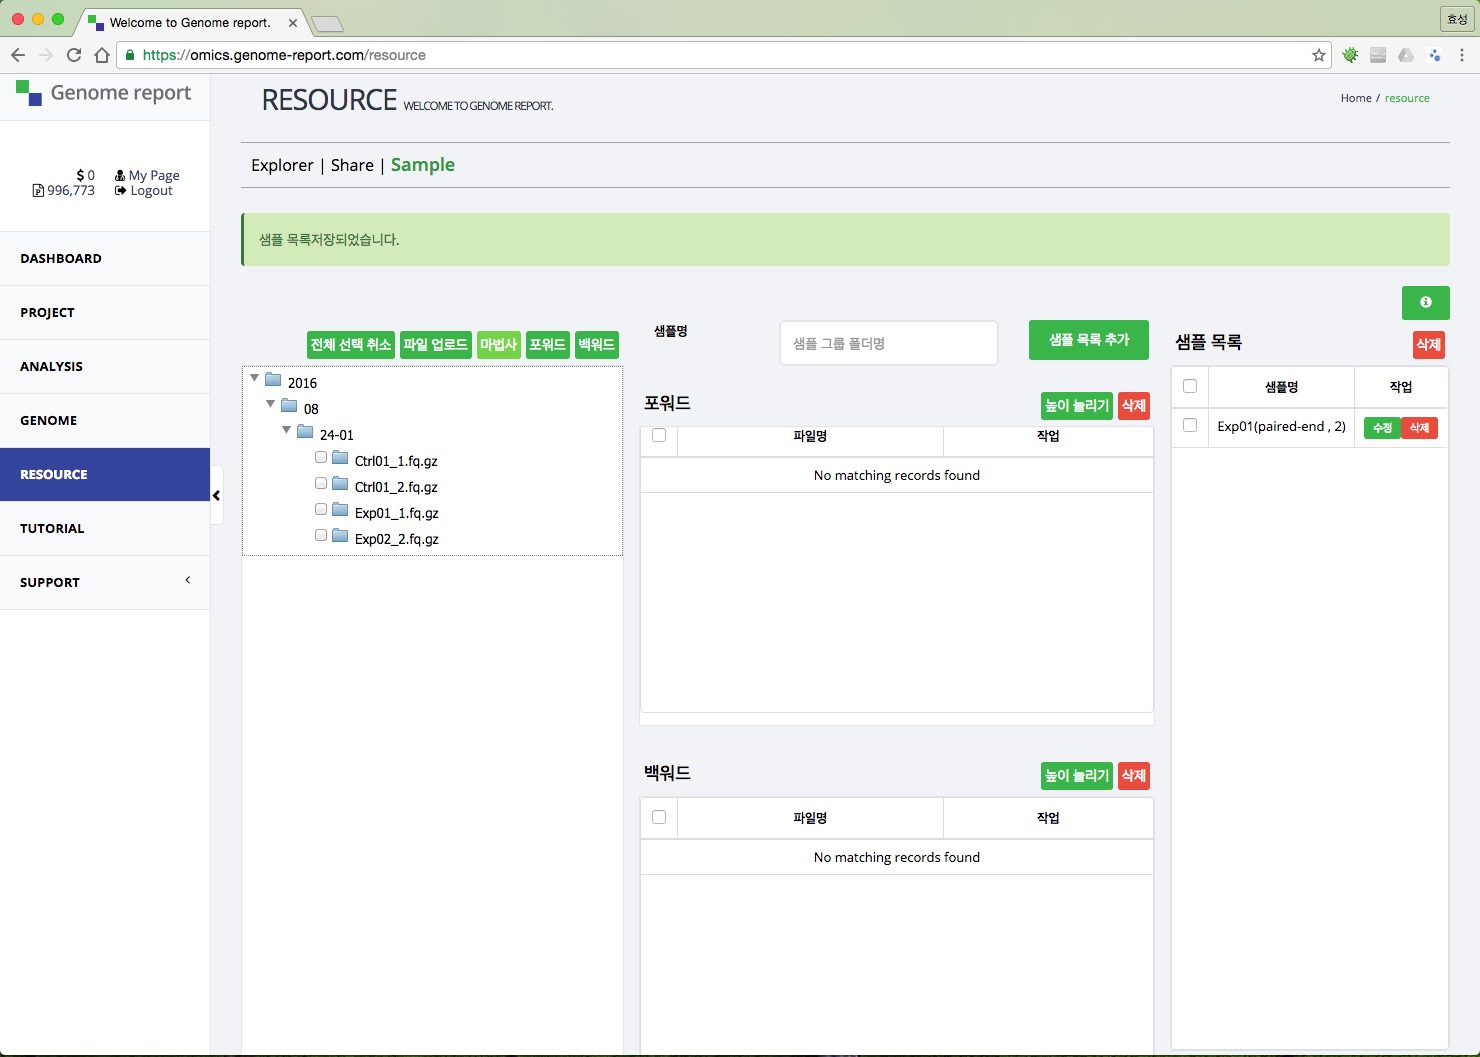 Welcome to Genome report.
효성
https://omics.genome-report.com/resource
Genome report
RESOURCE WELCOME TO GENOME REPORT.
Home / resource
$ 0 My Page
996,773 Logout
Explorer | Share | Sample
샘플 목록저장되었습니다.
DASHBOARD
PROJECT
ANALYSIS
GENOME
RESOURCE
TUTORIAL
SUPPORT
전체 선택 취소 파일 업로드 마법사 포워드 백워드
2016
08
24-01
Ctrl01_1.fq.gz
Ctrl01_2.fq.gz
Exp01_1.fq.gz
Exp02_2.fq.gz
샘플명 샘플 그룹 폴더명 샘플 목록 추가
포워드 높이 늘리기 삭제
파일명 작업
No matching records found
백워드 높이 늘리기 삭제
파일명 작업
No matching records found
샘플 목록 삭제
샘플명 작업
Exp01(paired-end , 2) 수정 삭제